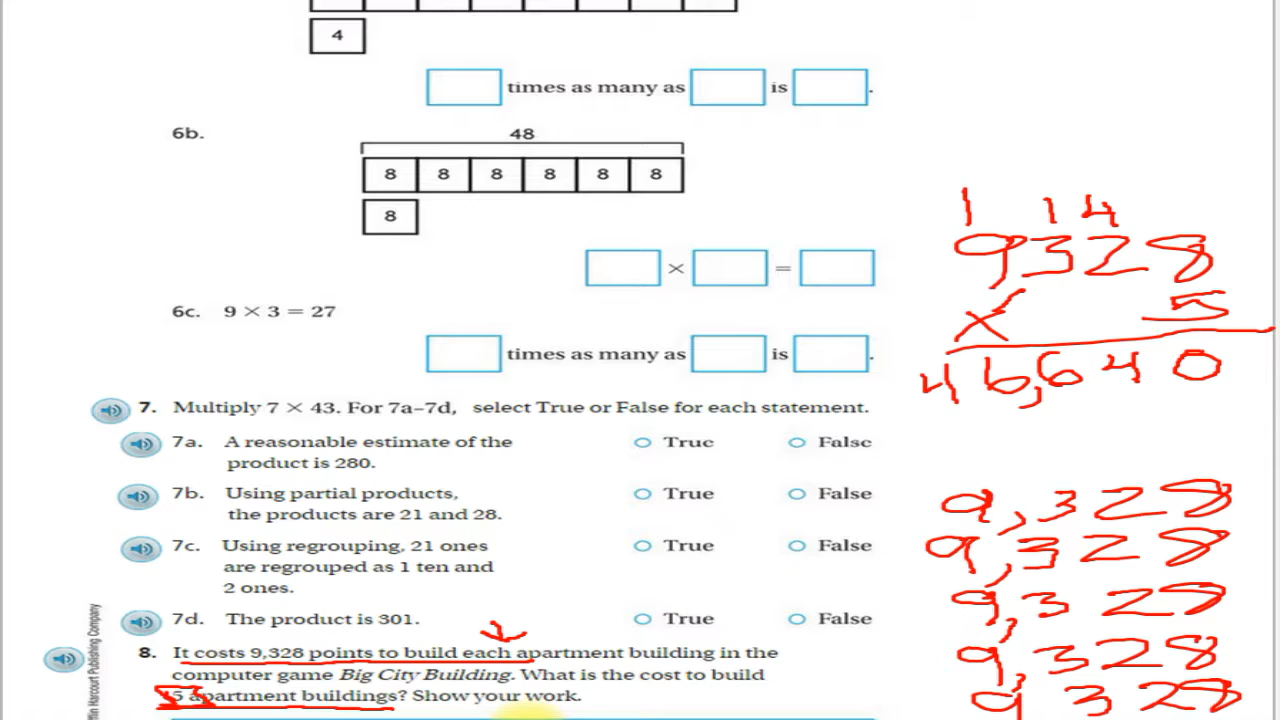 4
times as many as is .
6b.
48
8 8 8 8 8 8
8
× =
6c. 9 × 3 = 27
times as many as is .
7. Multiply 7 × 43. For 7a–7d, select True or False for each statement.
7a. A reasonable estimate of the product is 280. True False
7b. Using partial products, the products are 21 and 28. True False
7c. Using regrouping, 21 ones are regrouped as 1 ten and 2 ones. True False
7d. The product is 301. True False
8. It costs 9,328 points to build each apartment building in the
computer game Big City Building. What is the cost to build
5 apartment buildings? Show your work.
Harcourt Publishing Company
1 1 4
9328
× 5
46,640
9,328
9,328
9,328
9,328
9 328